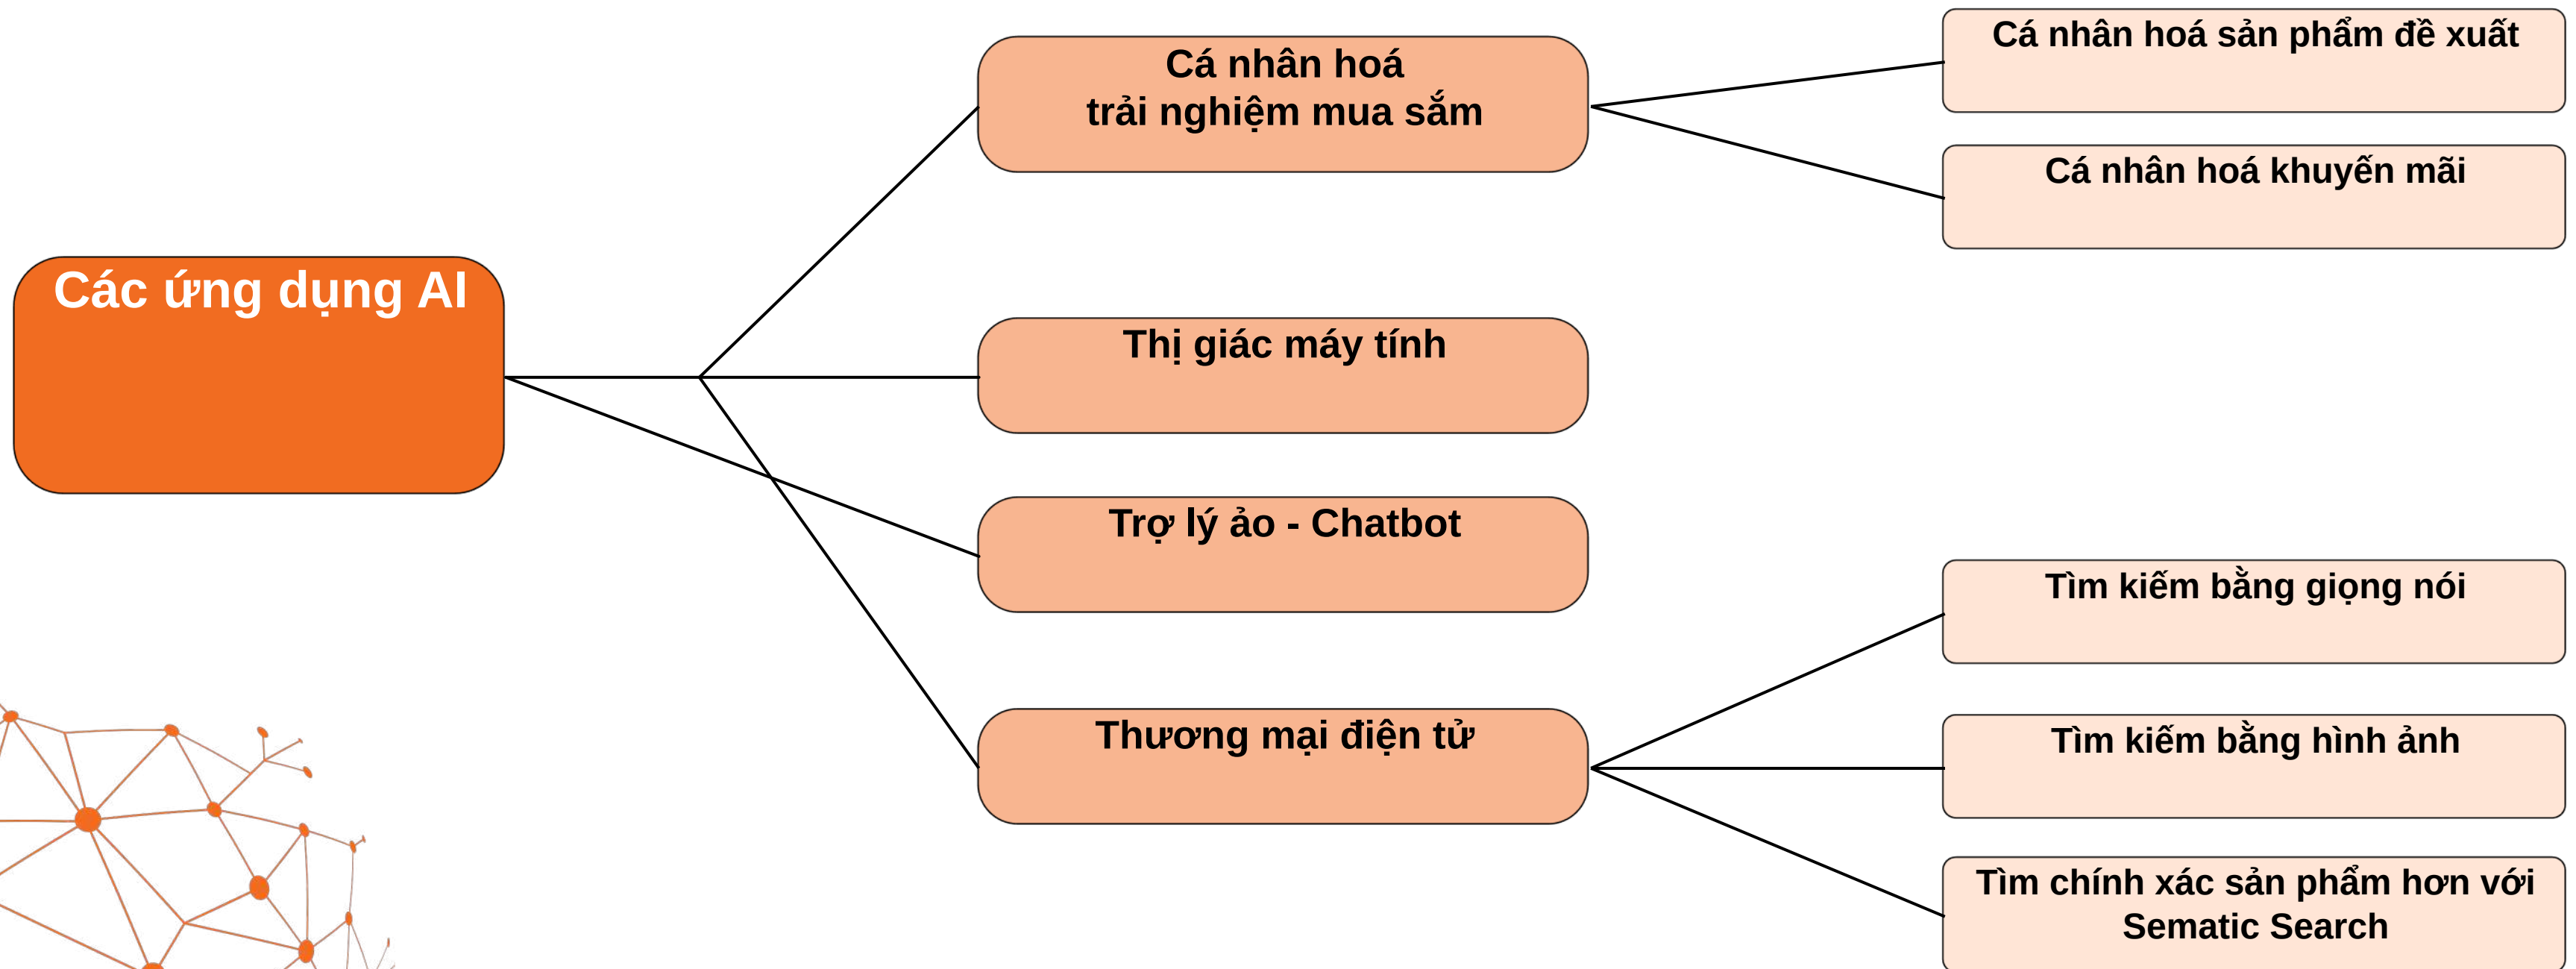 Các ứng dụng AI
Cá nhân hoá
trải nghiệm mua sắm
Thị giác máy tính
Trợ lý ảo - Chatbot
Thương mại điện tử
Cá nhân hoá sản phẩm đề xuất
Cá nhân hoá khuyến mãi
Tìm kiếm bằng giọng nói
Tìm kiếm bằng hình ảnh
Tìm chính xác sản phẩm hơn với
Sematic Search